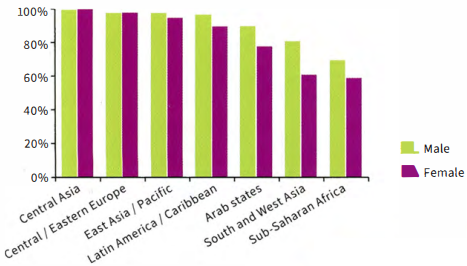 100%
80%
60%
40%
20%
0%
Central Asia
Central / Eastern Europe
East Asia / Pacific
Latin America / Caribbean
Arab states
South and West Asia
Sub-Saharan Africa
Male
Female